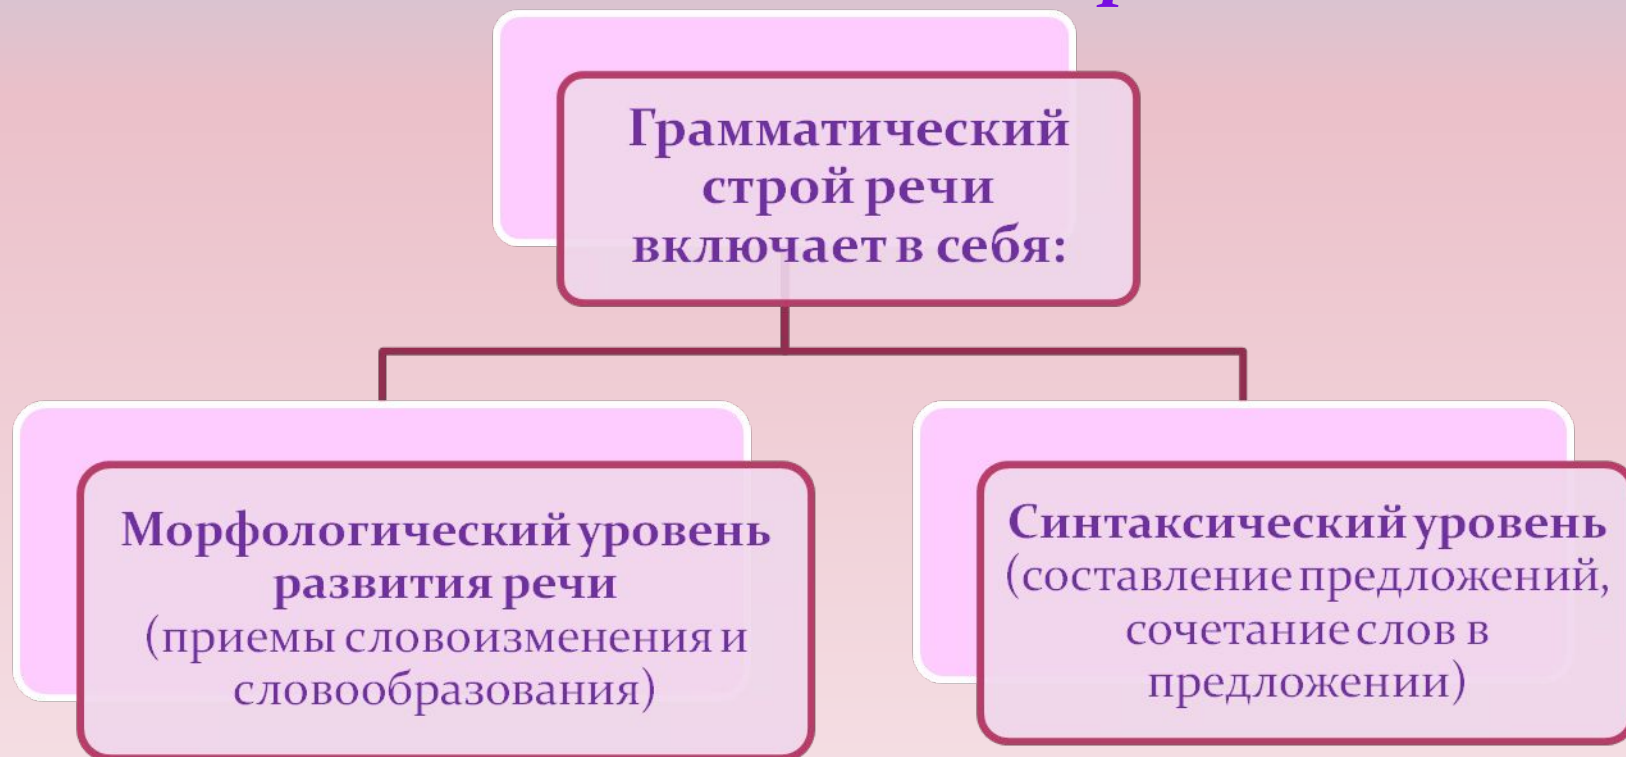 Грамматический
строй речи
включает в себя:
Морфологический уровень
развития речи
(приемы словоизменения и
словообразования)
Синтаксический уровень
(составление предложений,
сочетание слов в
предложении)